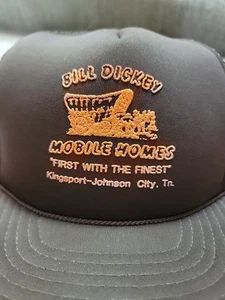 BILL DICKEY
MOBILE HOMES
"FIRST WITH THE FINEST"
Kingsport-Johnson City, Tn.